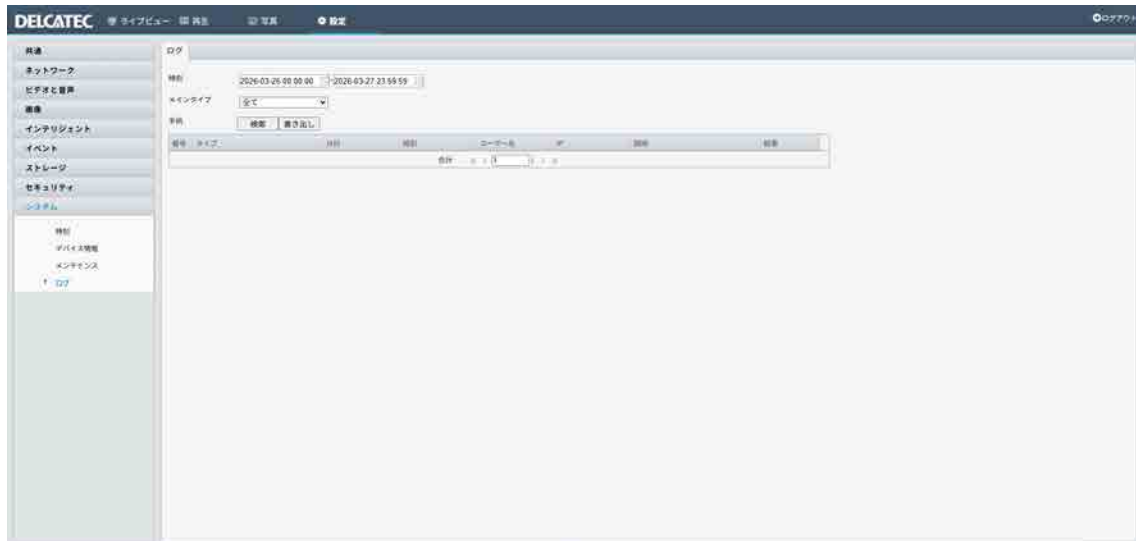 DELCATEC ライブビュー 再生 写真 設定 ログアウト
共通
ネットワーク
ビデオと音声
画像
インテリジェント
イベント
ストレージ
セキュリティ
システム
時刻
デバイス情報
メンテナンス
ログ
ログ
時刻 2026-03-26 00:00:00 -2026-03-27 23:59:59
メインタイプ 全て
検索 書き出し
番号 タイプ 時刻 ユーザー名 IP
合計 1